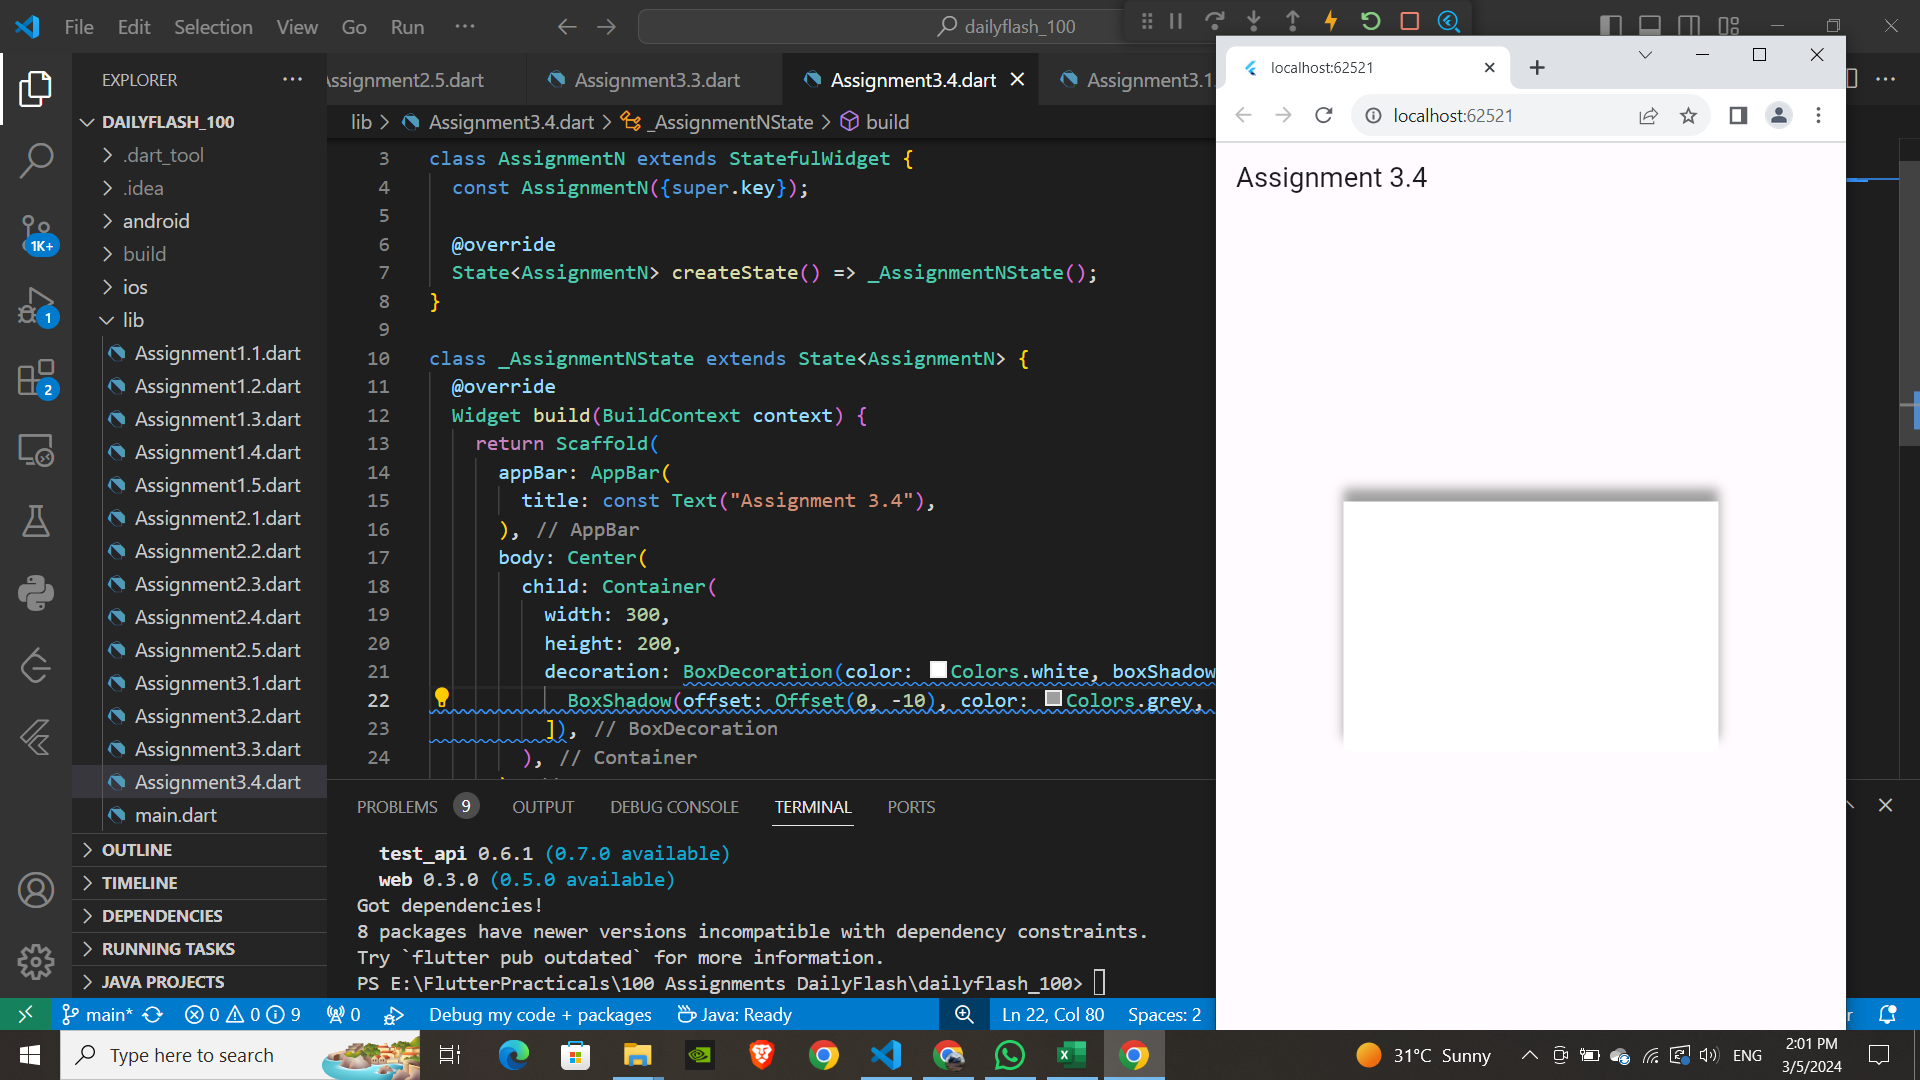 File Edit Selection View Go Run ··· dailyflash_100
EXPLORER ···
DAILYFLASH_100
.dart_tool
.idea
android
build
ios
lib
Assignment1.1.dart
Assignment1.2.dart
Assignment1.3.dart
Assignment1.4.dart
Assignment1.5.dart
Assignment2.1.dart
Assignment2.2.dart
Assignment2.3.dart
Assignment2.4.dart
Assignment2.5.dart
Assignment3.1.dart
Assignment3.2.dart
Assignment3.3.dart
Assignment3.4.dart
main.dart
OUTLINE
TIMELINE
DEPENDENCIES
RUNNING TASKS
JAVA PROJECTS
1K+
1
2
Assignment2.5.dart Assignment3.3.dart Assignment3.4.dart Assignment3.1.
lib > Assignment3.4.dart > _AssignmentNState > build
3 class AssignmentN extends StatefulWidget {
4 const AssignmentN({super.key});
5
6 @override
7 State<AssignmentN> createState() => _AssignmentNState();
8 }
9
10 class _AssignmentNState extends State<AssignmentN> {
11 @override
12 Widget build(BuildContext context) {
13 return Scaffold(
14 appBar: AppBar(
15 title: const Text("Assignment 3.4"),
16 ), // AppBar
17 body: Center(
18 child: Container(
19 width: 300,
20 height: 200,
21 decoration: BoxDecoration(color: Colors.white, boxShadow
22 BoxShadow(offset: Offset(0, -10), color: Colors.grey,
23 ]), // BoxDecoration
24 ), // Container
PROBLEMS 9 OUTPUT DEBUG CONSOLE TERMINAL PORTS
test_api 0.6.1 (0.7.0 available)
web 0.3.0 (0.5.0 available)
Got dependencies!
8 packages have newer versions incompatible with dependency constraints.
Try `flutter pub outdated` for more information.
PS E:\FlutterPracticals\100 Assignments DailyFlash\dailyflash_100>
localhost:62521
localhost:62521
Assignment 3.4
main* 0 0 9 0 Debug my code + packages Java: Ready Ln 22, Col 80 Spaces: 2
Type here to search
31°C Sunny
ENG
2:01 PM
3/5/2024